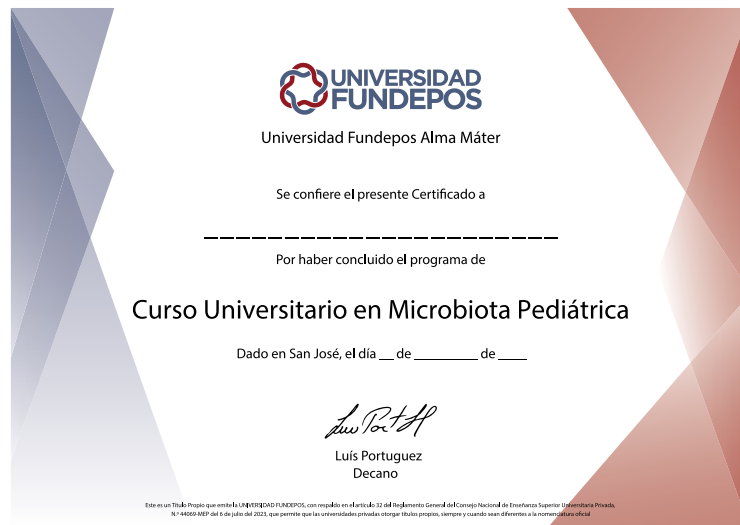 UNIVERSIDAD
FUNDEPOS
Universidad Fundepos Alma Máter
Se confiere el presente Certificado a
_______________________
Por haber concluido el programa de
Curso Universitario en Microbiota Pediátrica
Dado en San José, el día __ de _________ de ____
Luís Portuguez
Decano
Este es un Título Propio que emite la UNIVERSIDAD FUNDEPOS, con respaldo en el artículo 32 del Reglamento General del Consejo Nacional de Enseñanza Superior Universitaria Privada,
N.º 44069-MEP del 6 de julio del 2023, que permite que las universidades privadas otorgar títulos propios, siempre y cuando sean diferentes a la nomenclatura oficial